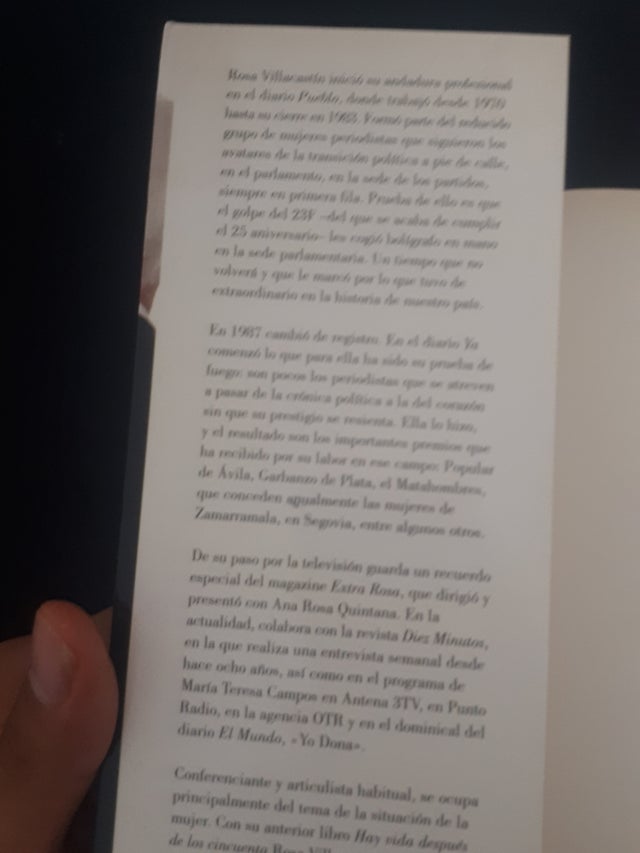 Rosa Villacastín inició su andadura profesional
en el diario Pueblo, donde trabajó desde 1970
hasta su cierre en 1983. Formó parte del reducido
grupo de mujeres periodistas que siguieron los
avatares de la transición política a pie de calle,
en el parlamento, en la sede de los partidos,
siempre en primera fila. Prueba de ello es que
el golpe del 23F –del que se acaba de cumplir
el 25 aniversario– les cogió bolígrafo en mano
en la sede parlamentaria. Un tiempo que no
volverá y que le marcó por lo que tuvo de
extraordinario en la historia de nuestro país.
En 1987 cambió de registro. En el diario Ya
comenzó lo que para ella ha sido su prueba de
fuego: son pocos los periodistas que se atreven
a pasar de la crónica política a la del corazón
sin que su prestigio se resienta. Ella lo hizo,
y el resultado son los importantes premios que
ha recibido por su labor en ese campo: Popular
de Ávila, Garbanzo de Plata, el Matahombres,
que conceden anualmente las mujeres de
Zamarramala, en Segovia, entre algunos otros.
De su paso por la televisión guarda un recuerdo
especial del magazine Extra Rosa, que dirigió y
presentó con Ana Rosa Quintana. En la
actualidad, colabora con la revista Diez Minutos,
en la que realiza una entrevista semanal desde
hace ocho años, así como en el programa de
María Teresa Campos en Antena 3TV, en Punto
Radio, en la agencia OTR y en el dominical del
diario El Mundo, «Yo Dona».
Conferenciante y articulista habitual, se ocupa
principalmente del tema de la situación de la
mujer. Con su anterior libro Hay vida después
de los cincuenta Rosa